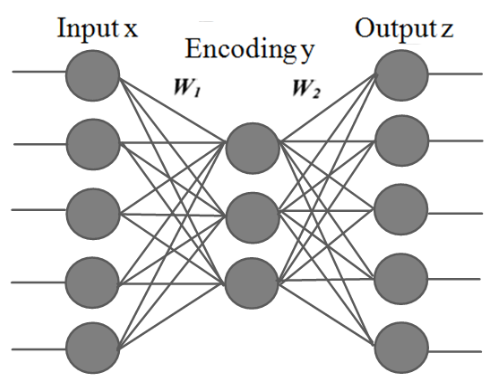 Input x
Encoding y
Output z
W1
W2